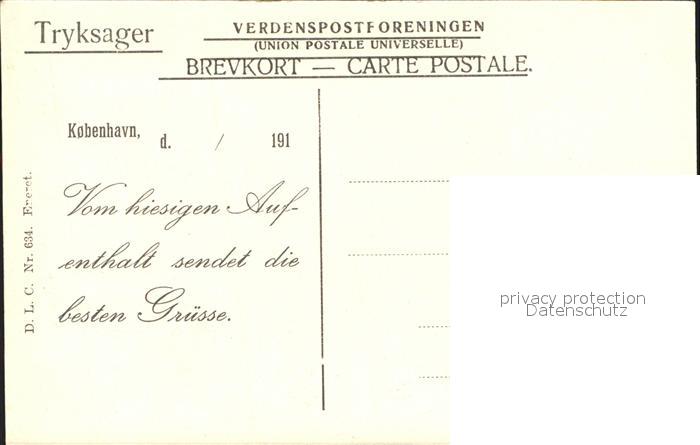 Tryksager
VERDENSPOSTFORENINGEN
(UNION POSTALE UNIVERSELLE)
BREVKORT — CARTE POSTALE.
København, d. / 191
Vom hiesigen Auf-
enthalt sendet die
besten Grüsse.
D. L. C. Nr. 634. Eneret.
privacy protection
Datenschutz